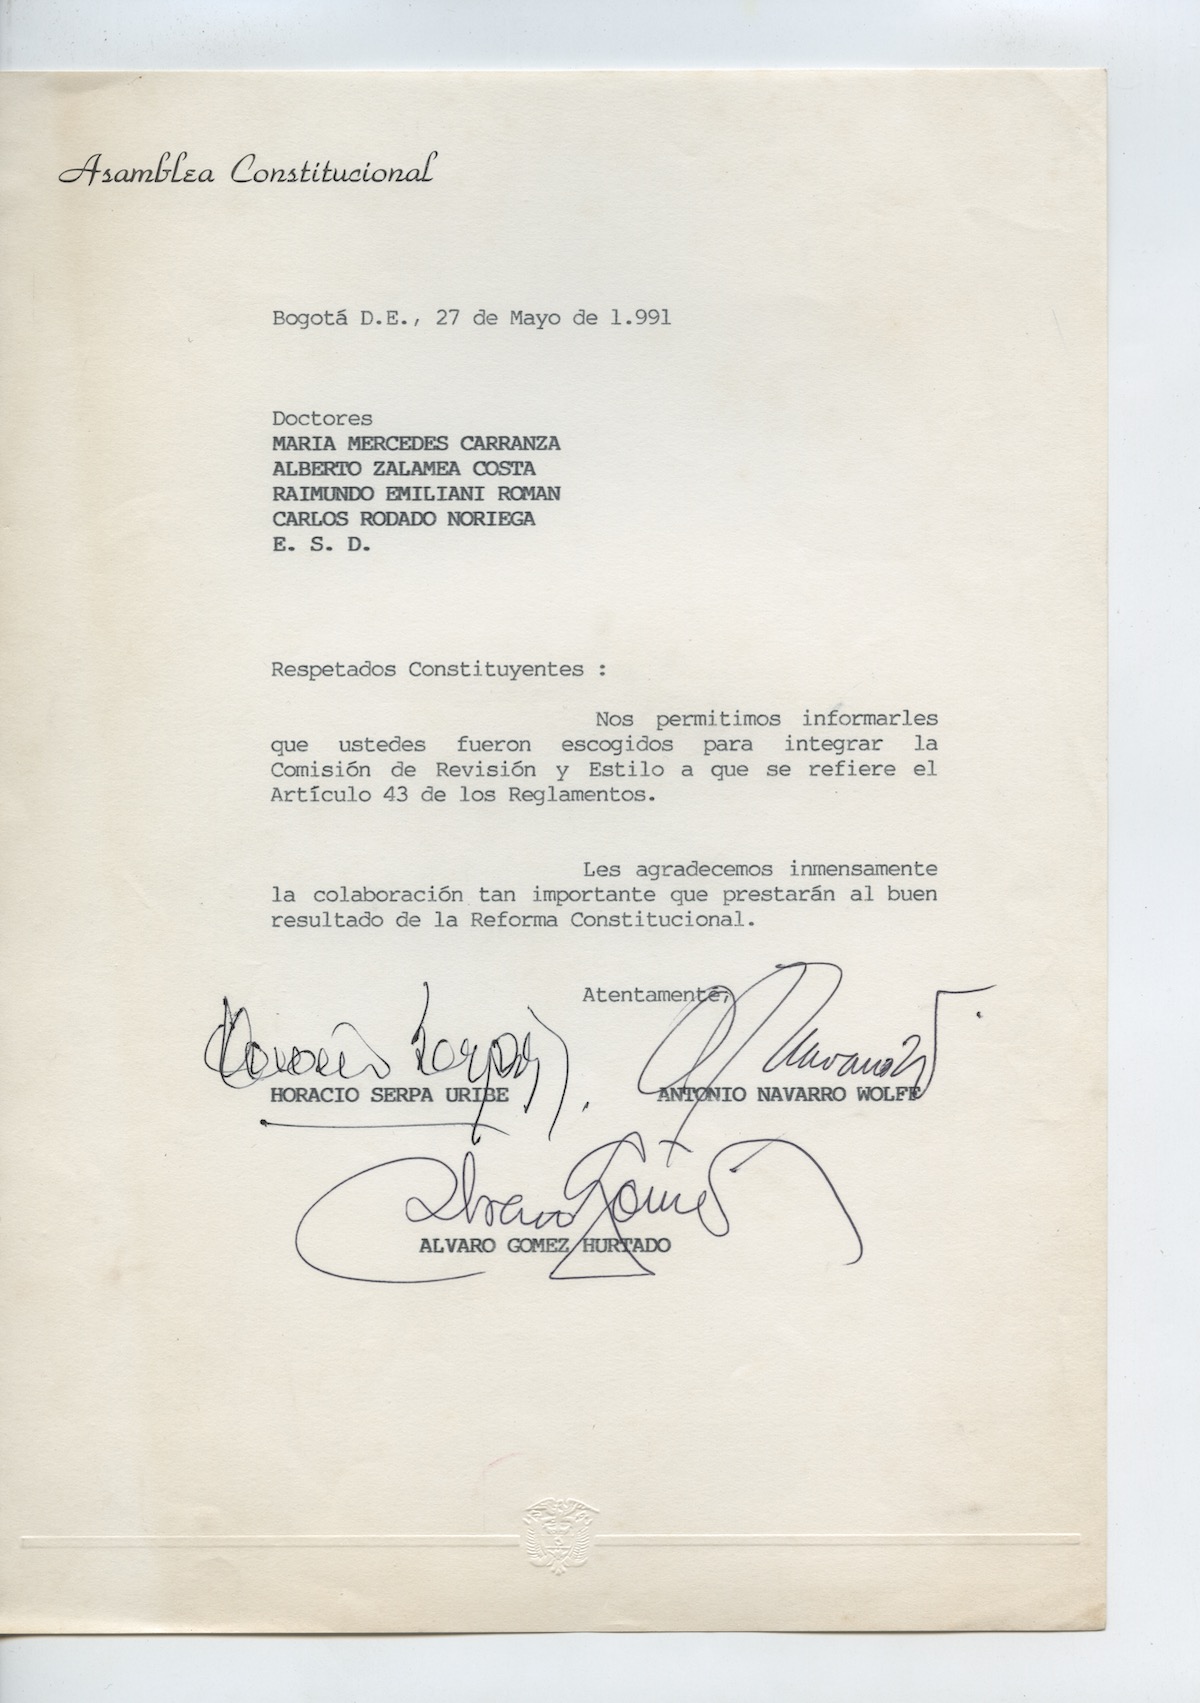 Asamblea Constitucional
Bogotá D.E., 27 de Mayo de 1.991
Doctores
MARIA MERCEDES CARRANZA
ALBERTO ZALAMEA COSTA
RAIMUNDO EMILIANI ROMAN
CARLOS RODADO NORIEGA
E. S. D.
Respetados Constituyentes :
Nos permitimos informarles
que ustedes fueron escogidos para integrar la
Comisión de Revisión y Estilo a que se refiere el
Artículo 43 de los Reglamentos.
Les agradecemos inmensamente
la colaboración tan importante que prestarán al buen
resultado de la Reforma Constitucional.
Atentamente,
Horacio Serpa
A Navarro W.
HORACIO SERPA URIBE ANTONIO NAVARRO WOLFF
Alvaro Gómez
ALVARO GOMEZ HURTADO